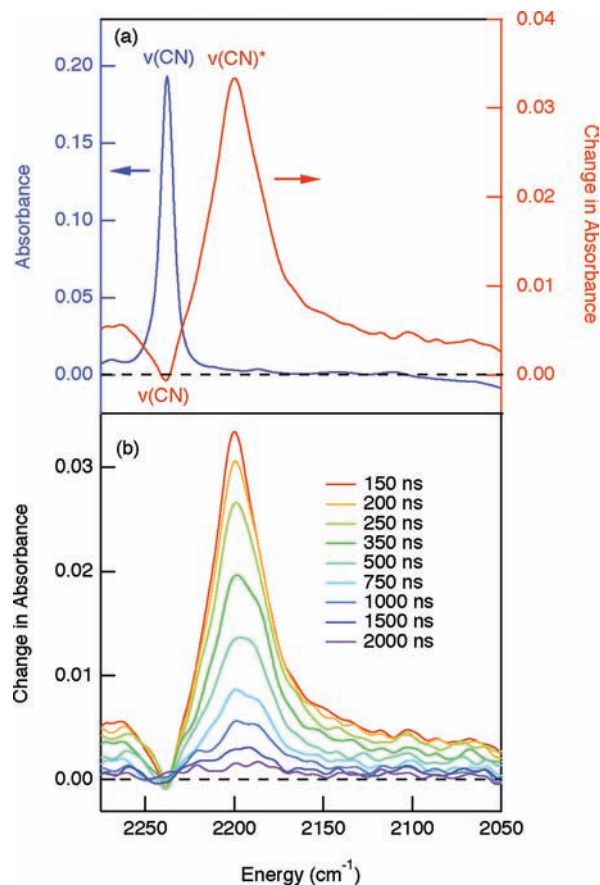 (a)
ν(CN)
ν(CN)*
ν(CN)
0.20
0.15
0.10
0.05
0.00
Absorbance
0.04
0.03
0.02
0.01
0.00
Change in Absorbance
(b)
0.03
0.02
0.01
0.00
Change in Absorbance
150 ns
200 ns
250 ns
350 ns
500 ns
750 ns
1000 ns
1500 ns
2000 ns
2250
2200
2150
2100
2050
Energy (cm⁻¹)